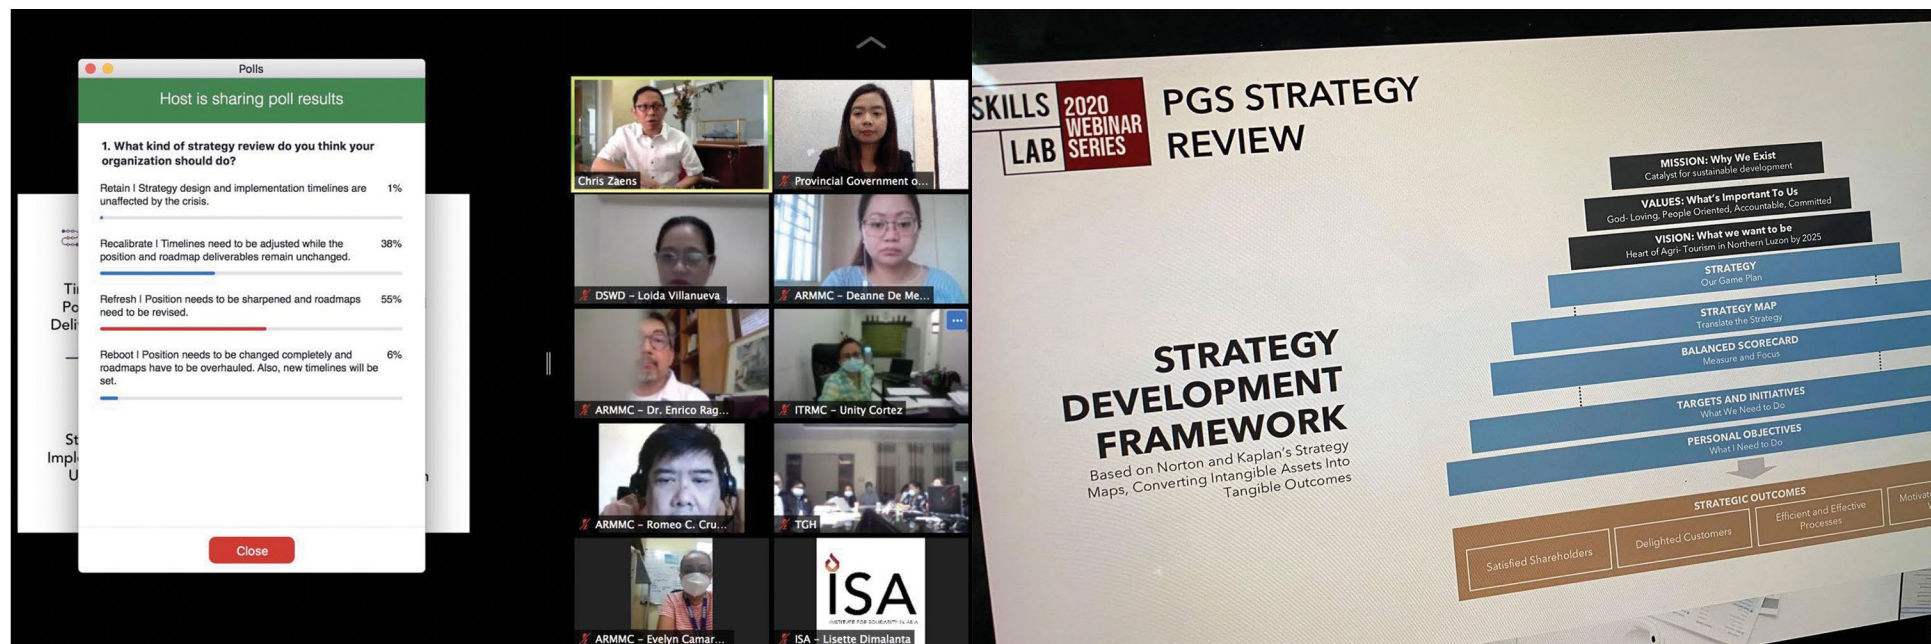 Polls
Host is sharing poll results
1. What kind of strategy review do you think your
organization should do?
Retain | Strategy design and implementation timelines are
unaffected by the crisis.
1%
Recalibrate | Timelines need to be adjusted while the
position and roadmap deliverables remain unchanged.
38%
Refresh | Position needs to be sharpened and roadmaps
need to be revised.
55%
Reboot | Position needs to be changed completely and
roadmaps have to be overhauled. Also, new timelines will be
set.
6%
Close
Chris Zaens
Provincial Government o...
DSWD – Loida Villanueva
ARMMC – Deanne De Me...
ARMMC – Dr. Enrico Rag...
ITRMC – Unity Cortez
ARMMC – Romeo C. Cru...
TGH
ARMMC – Evelyn Camar...
ISA
INSTITUTE FOR SOLIDARITY IN ASIA
ISA – Lisette Dimalanta
SKILLS
LAB
2020
WEBINAR
SERIES
PGS STRATEGY
REVIEW
STRATEGY
DEVELOPMENT
FRAMEWORK
Based on Norton and Kaplan's Strategy
Maps, Converting Intangible Assets Into
Tangible Outcomes
MISSION: Why We Exist
Catalyst for sustainable development
VALUES: What's Important To Us
God- Loving, People Oriented, Accountable, Committed
VISION: What we want to be
Heart of Agri- Tourism in Northern Luzon by 2025
STRATEGY
Our Game Plan
STRATEGY MAP
Translate the Strategy
BALANCED SCORECARD
Measure and Focus
TARGETS AND INITIATIVES
What We Need to Do
PERSONAL OBJECTIVES
What I Need to Do
STRATEGIC OUTCOMES
Satisfied Shareholders
Delighted Customers
Efficient and Effective
Processes